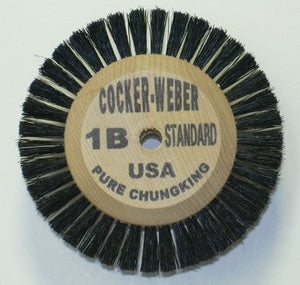 COCKER-WEBER
1B STANDARD
USA
PURE CHUNGKING